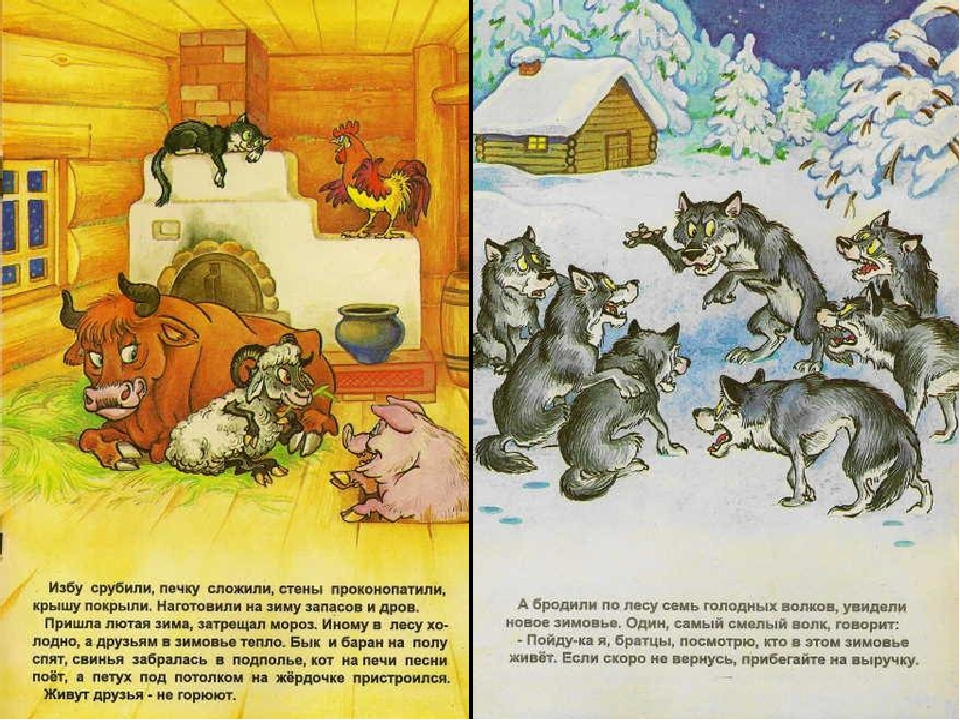 Избу срубили, печку сложили, стены проконопатили,
крышу покрыли. Наготовили на зиму запасов и дров.
Пришла лютая зима, затрещал мороз. Иному в лесу хо-
лодно, а друзьям в зимовье тепло. Бык и баран на полу
спят, свинья забралась в подполье, кот на печи песни
поёт, а петух под потолком на жёрдочке пристроился.
Живут друзья - не горюют.
А бродили по лесу семь голодных волков, увидели
новое зимовье. Один, самый смелый волк, говорит:
- Пойду-ка я, братцы, посмотрю, кто в этом зимовье
живёт. Если скоро не вернусь, прибегайте на выручку.